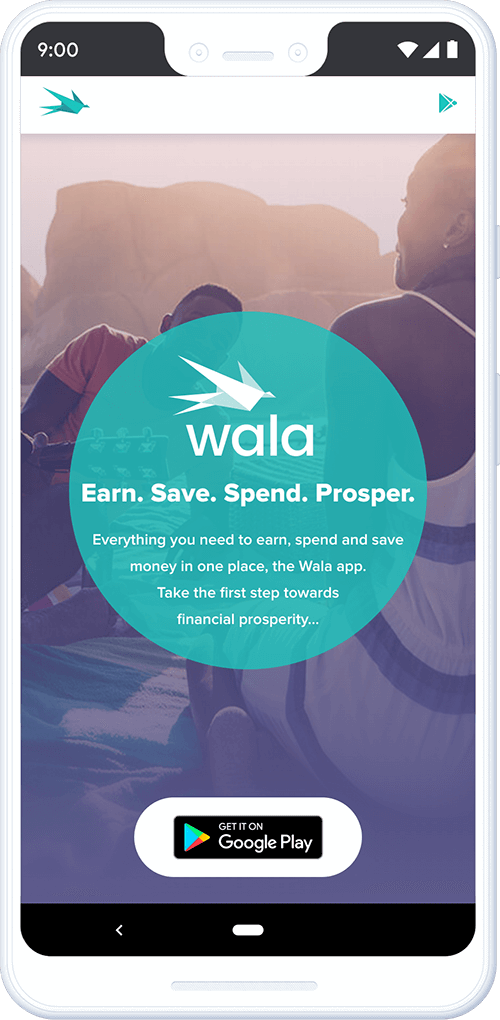 9:00
wala
Earn. Save. Spend. Prosper.
Everything you need to earn, spend and save
money in one place, the Wala app.
Take the first step towards
financial prosperity...
GET IT ON
Google Play